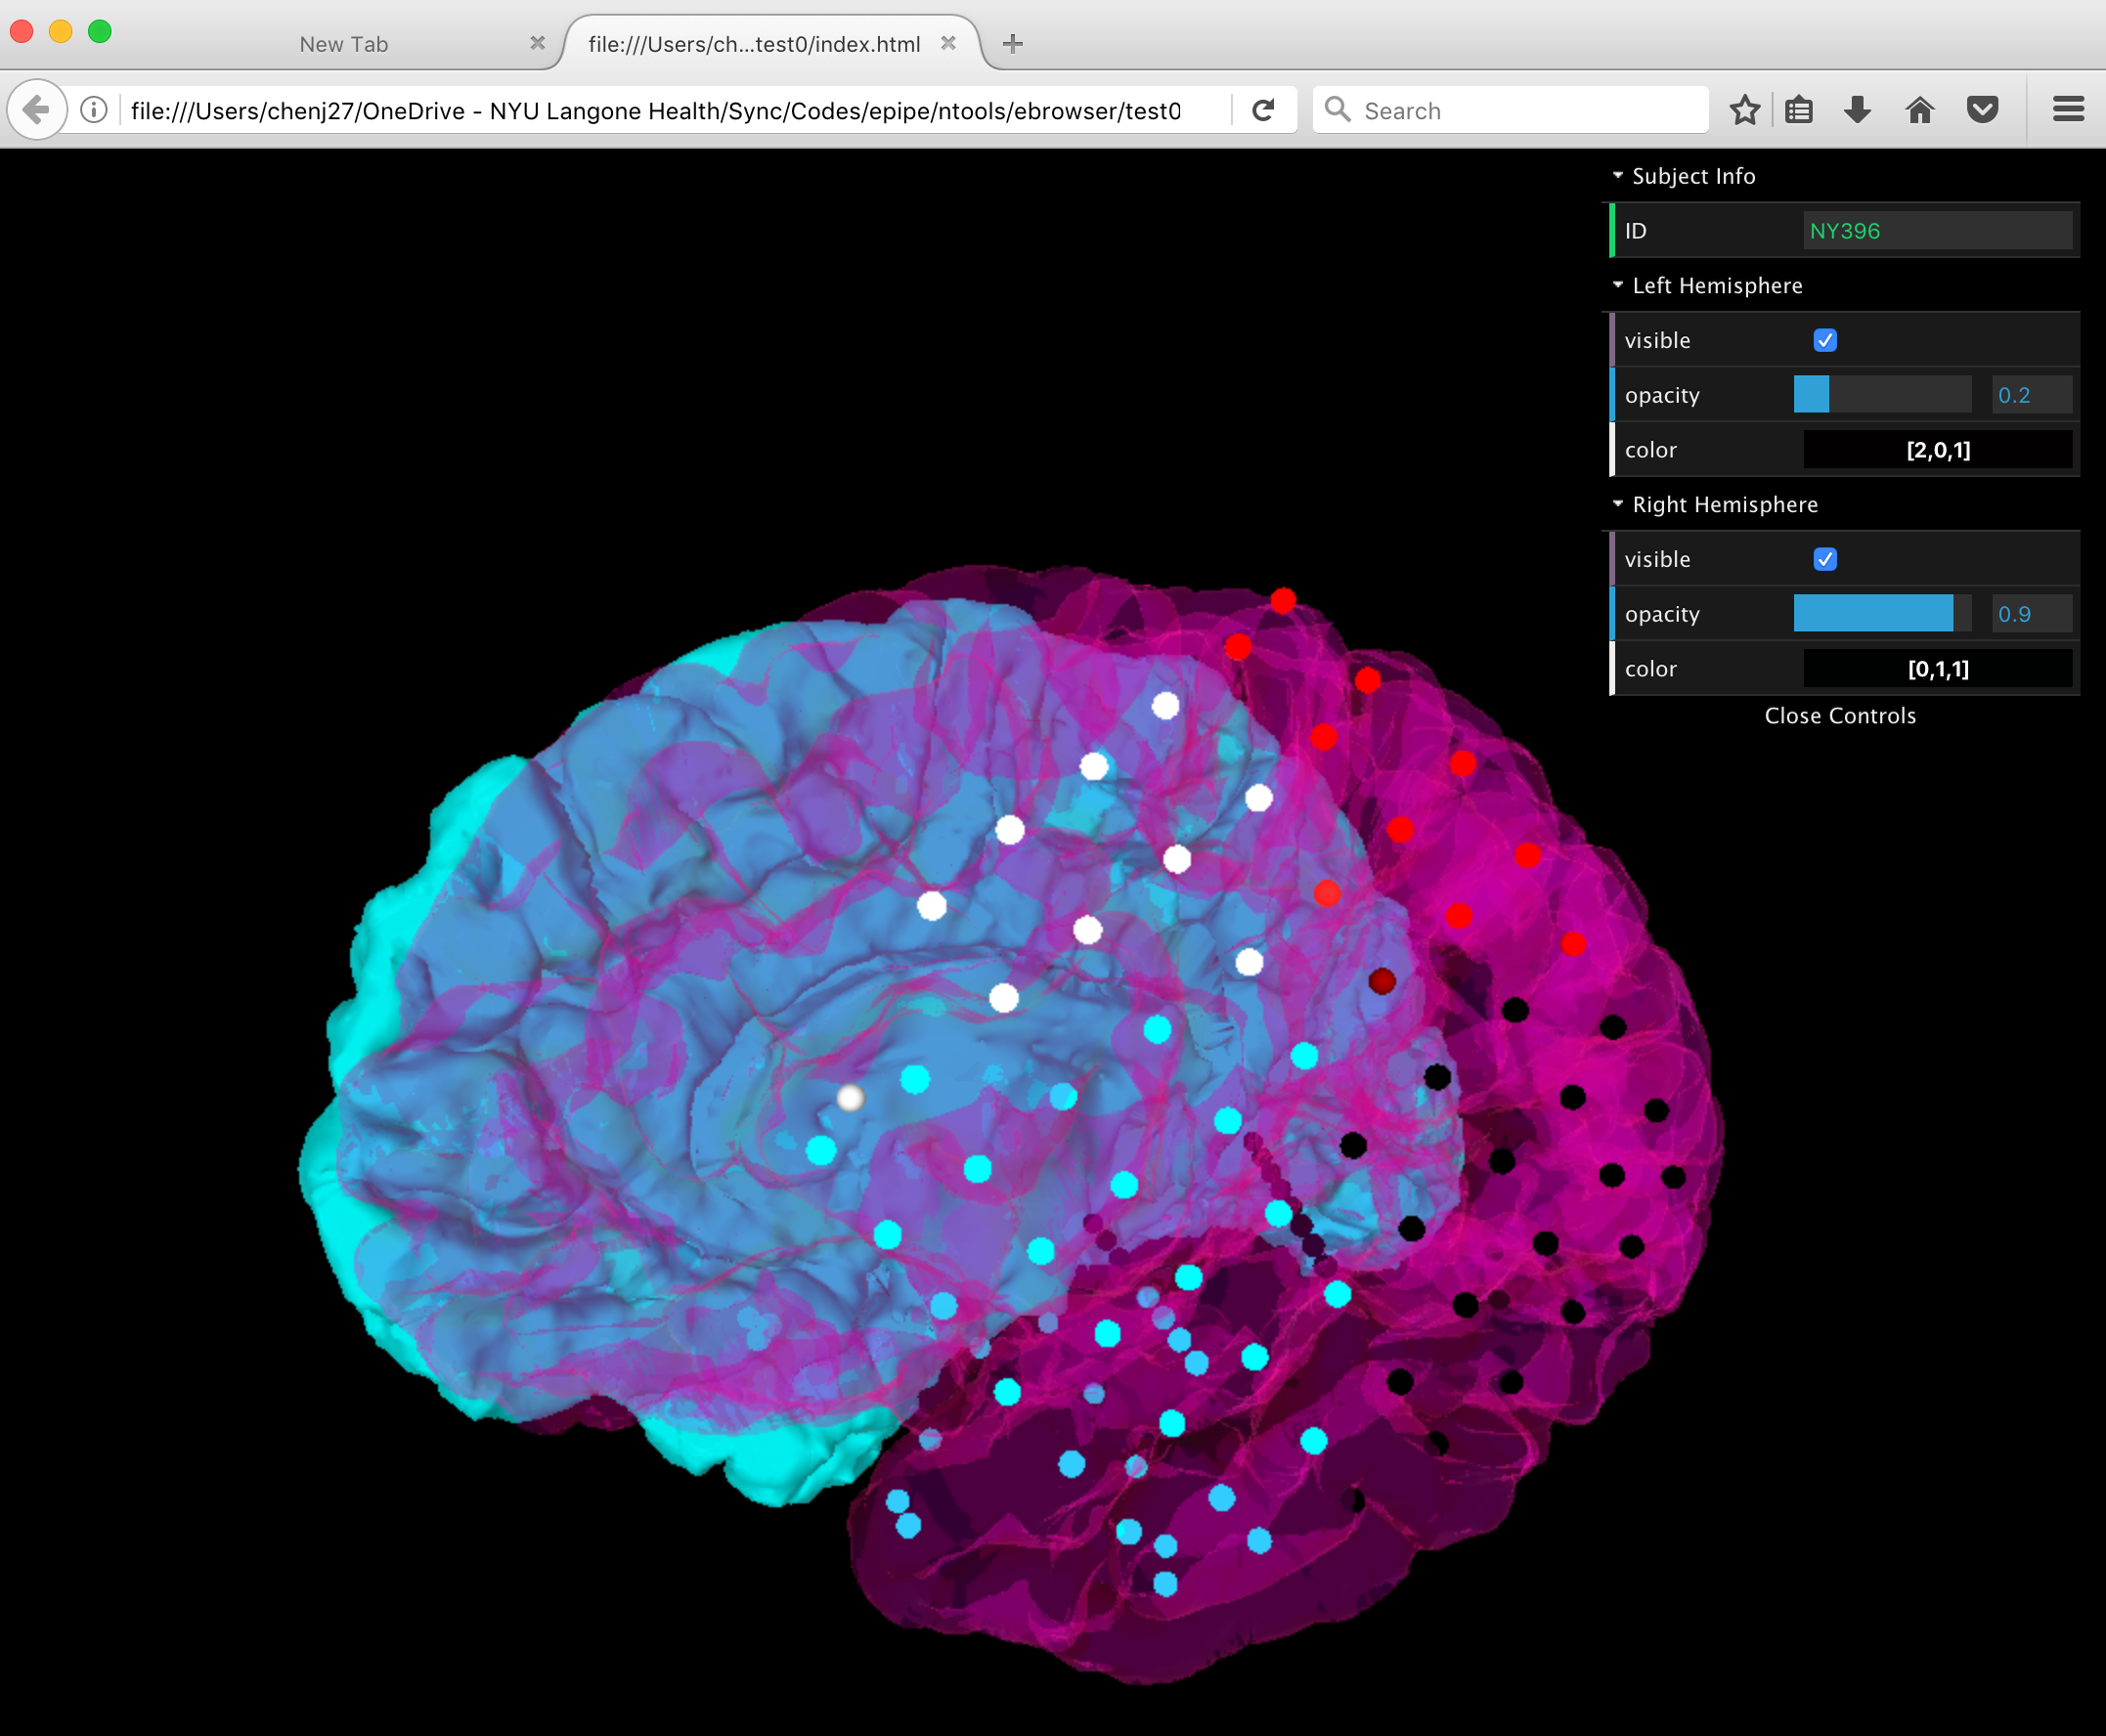 New Tab
file:///Users/ch...test0/index.html
file:///Users/chenj27/OneDrive - NYU Langone Health/Sync/Codes/epipe/ntools/ebrowser/test0
Search
Subject Info
ID NY396
Left Hemisphere
visible
opacity 0.2
color [2,0,1]
Right Hemisphere
visible
opacity 0.9
color [0,1,1]
Close Controls